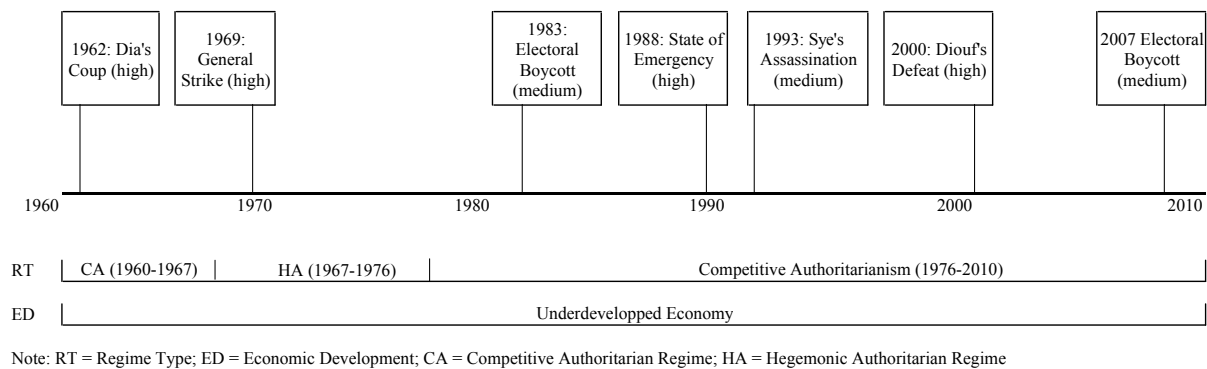 1962: Dia's
Coup (high)
1969:
General
Strike (high)
1983:
Electoral
Boycott
(medium)
1988: State of
Emergency
(high)
1993: Sye's
Assassination
(medium)
2000: Diouf's
Defeat (high)
2007 Electoral
Boycott
(medium)
1960 1970 1980 1990 2000 2010
RT CA (1960-1967) HA (1967-1976) Competitive Authoritarianism (1976-2010)
ED Underdevelopped Economy
Note: RT = Regime Type; ED = Economic Development; CA = Competitive Authoritarian Regime; HA = Hegemonic Authoritarian Regime